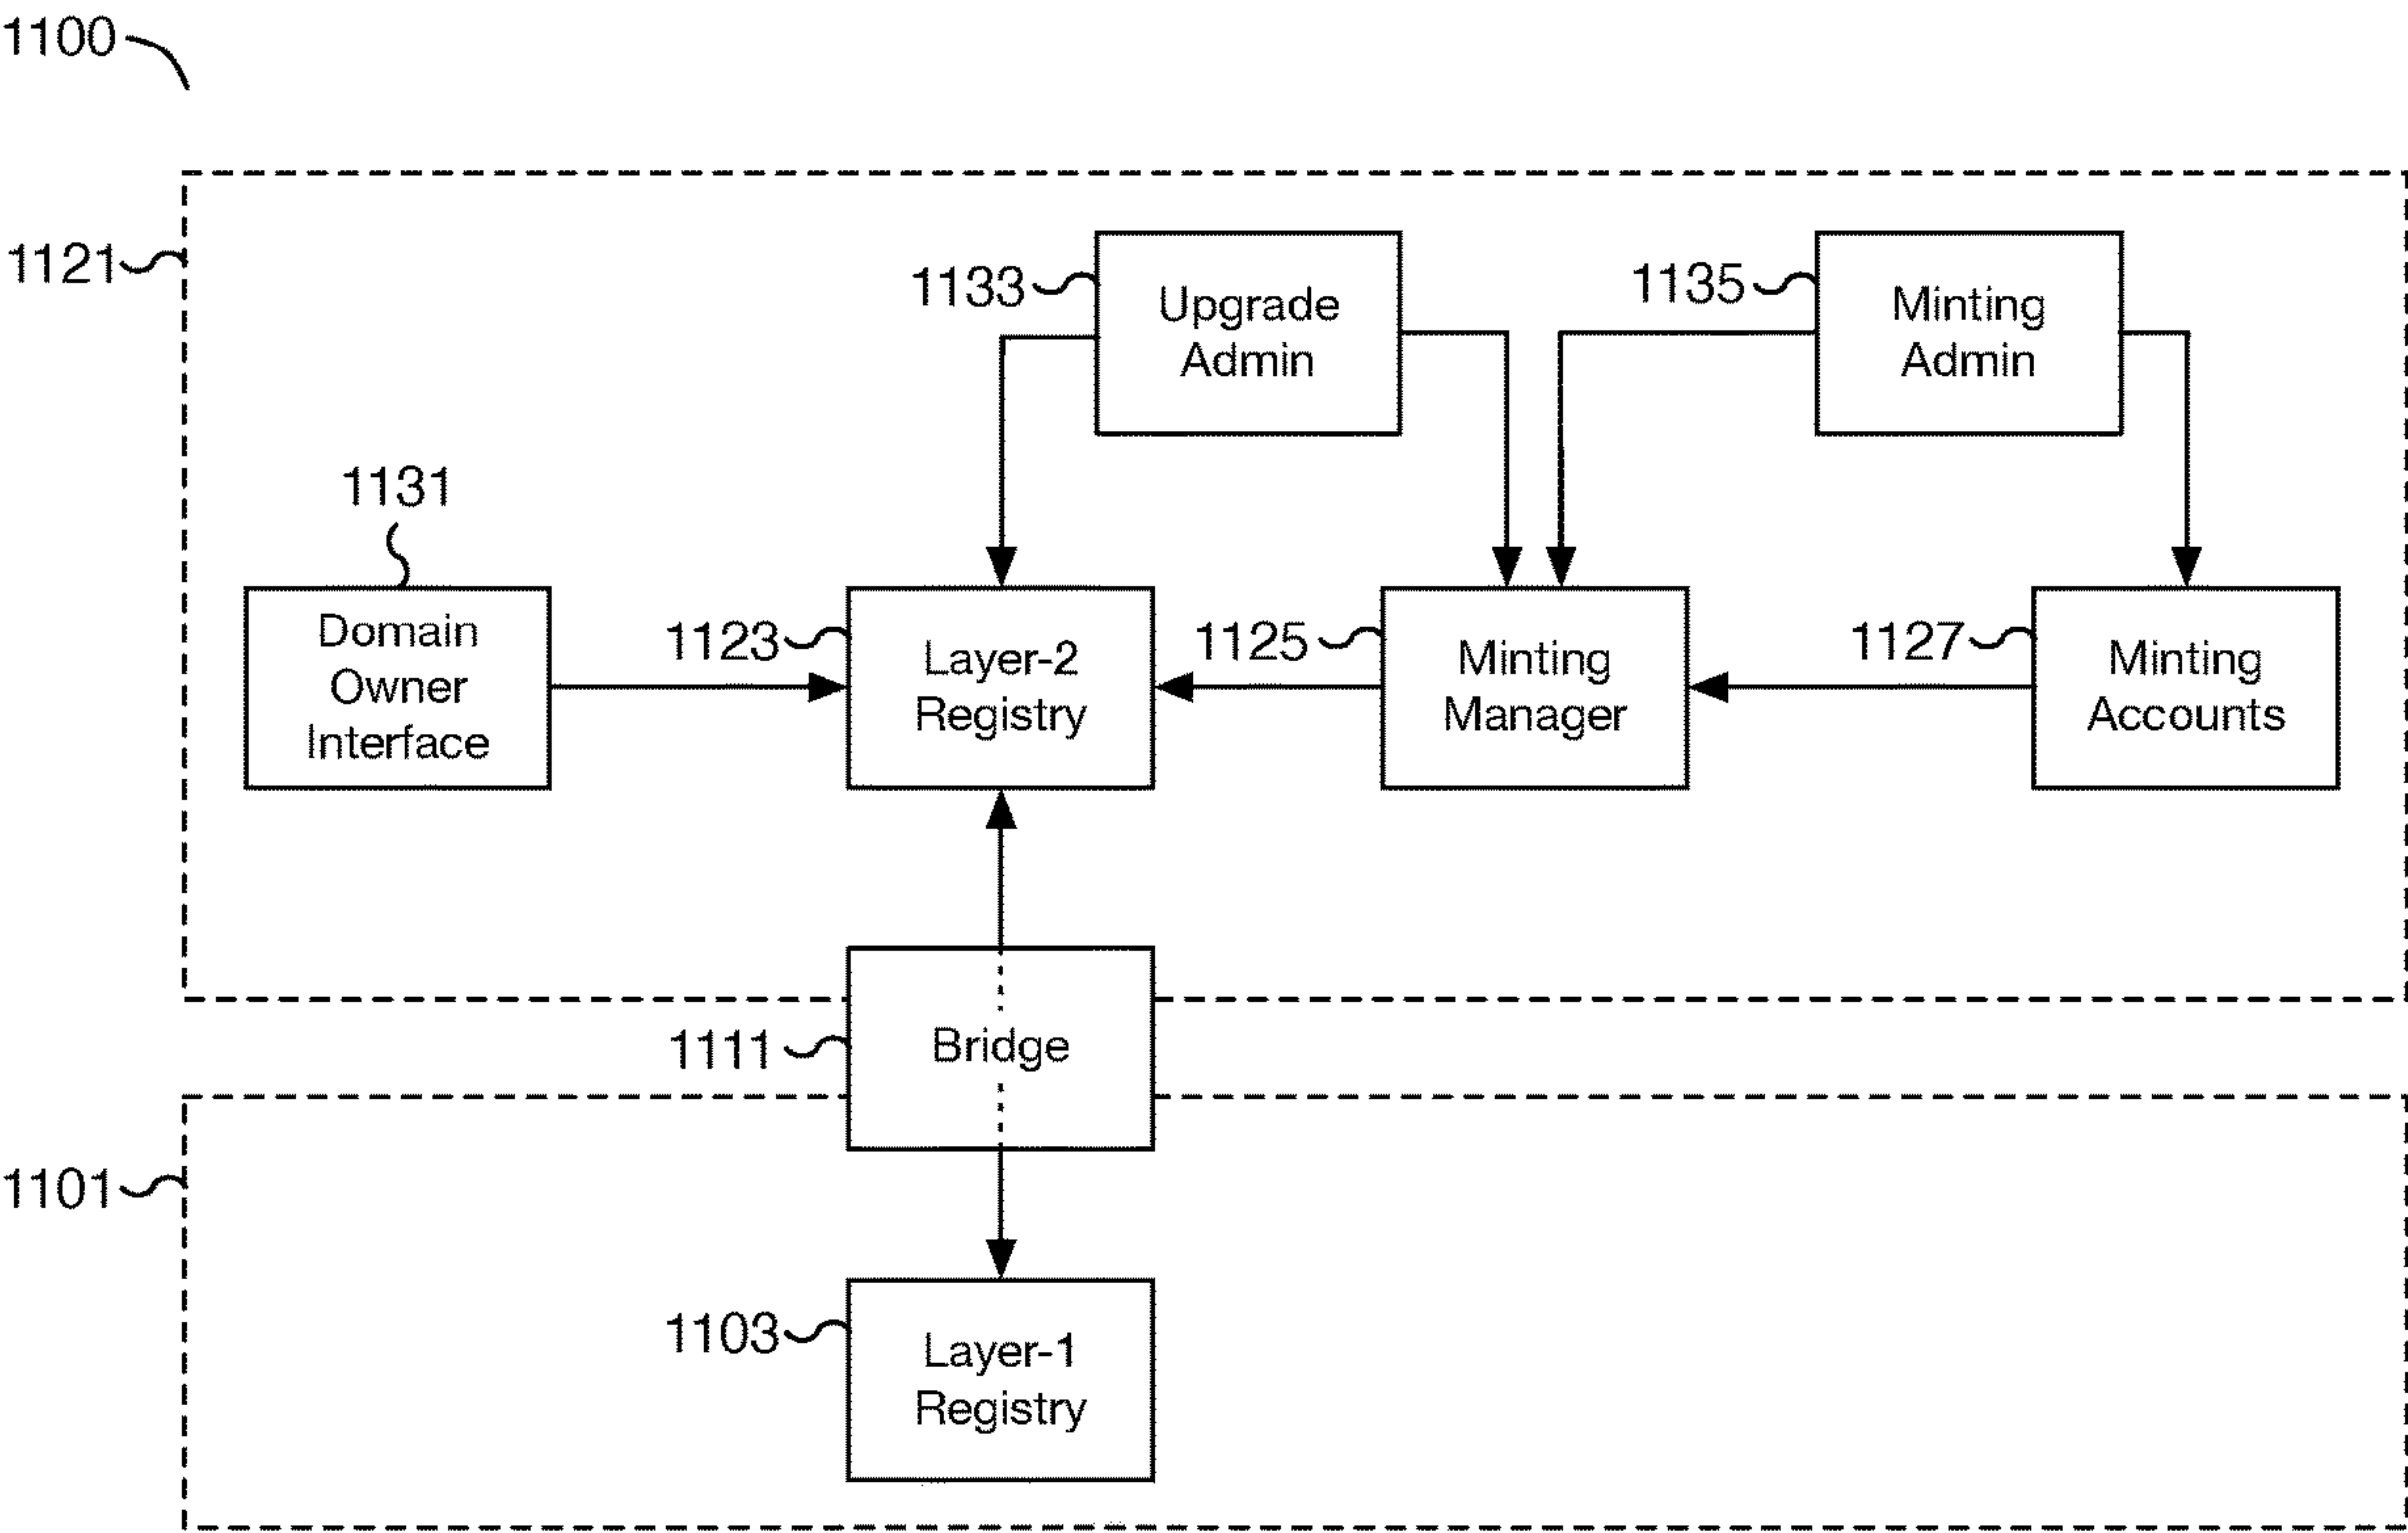 1100
1121
1133
Upgrade
Admin
1135
Minting
Admin
1131
Domain
Owner
Interface
1123
Layer-2
Registry
1125
Minting
Manager
1127
Minting
Accounts
1111
Bridge
1101
1103
Layer-1
Registry